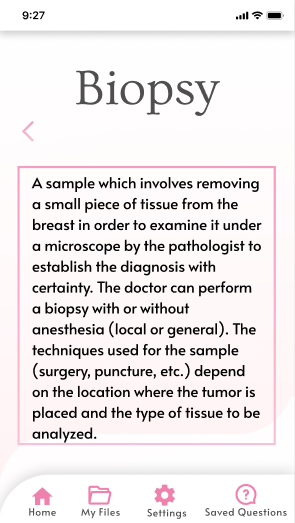 9:27
Biopsy
A sample which involves removing
a small piece of tissue from the
breast in order to examine it under
a microscope by the pathologist to
establish the diagnosis with
certainty. The doctor can perform
a biopsy with or without
anesthesia (local or general). The
techniques used for the sample
(surgery, puncture, etc.) depend
on the location where the tumor is
placed and the type of tissue to be
analyzed.
Home My Files Settings Saved Questions